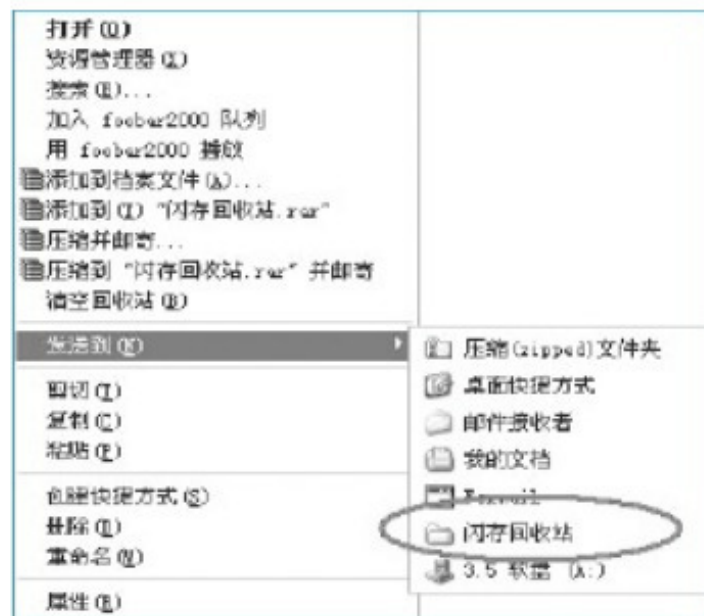 打开(O)
资源管理器(X)
搜索(E)...
加入 foobar2000 队列
用 foobar2000 播放
添加到档案文件(A)...
添加到(T) "闪存回收站.rar"
压缩并邮寄...
压缩到 "闪存回收站.rar" 并邮寄
清空回收站(B)
发送到(N)
压缩(zipped)文件夹
桌面快捷方式
邮件接收者
我的文档
Foxmail
闪存回收站
3.5 软盘 (A:)
剪切(T)
复制(C)
粘贴(P)
创建快捷方式(S)
删除(D)
重命名(M)
属性(R)